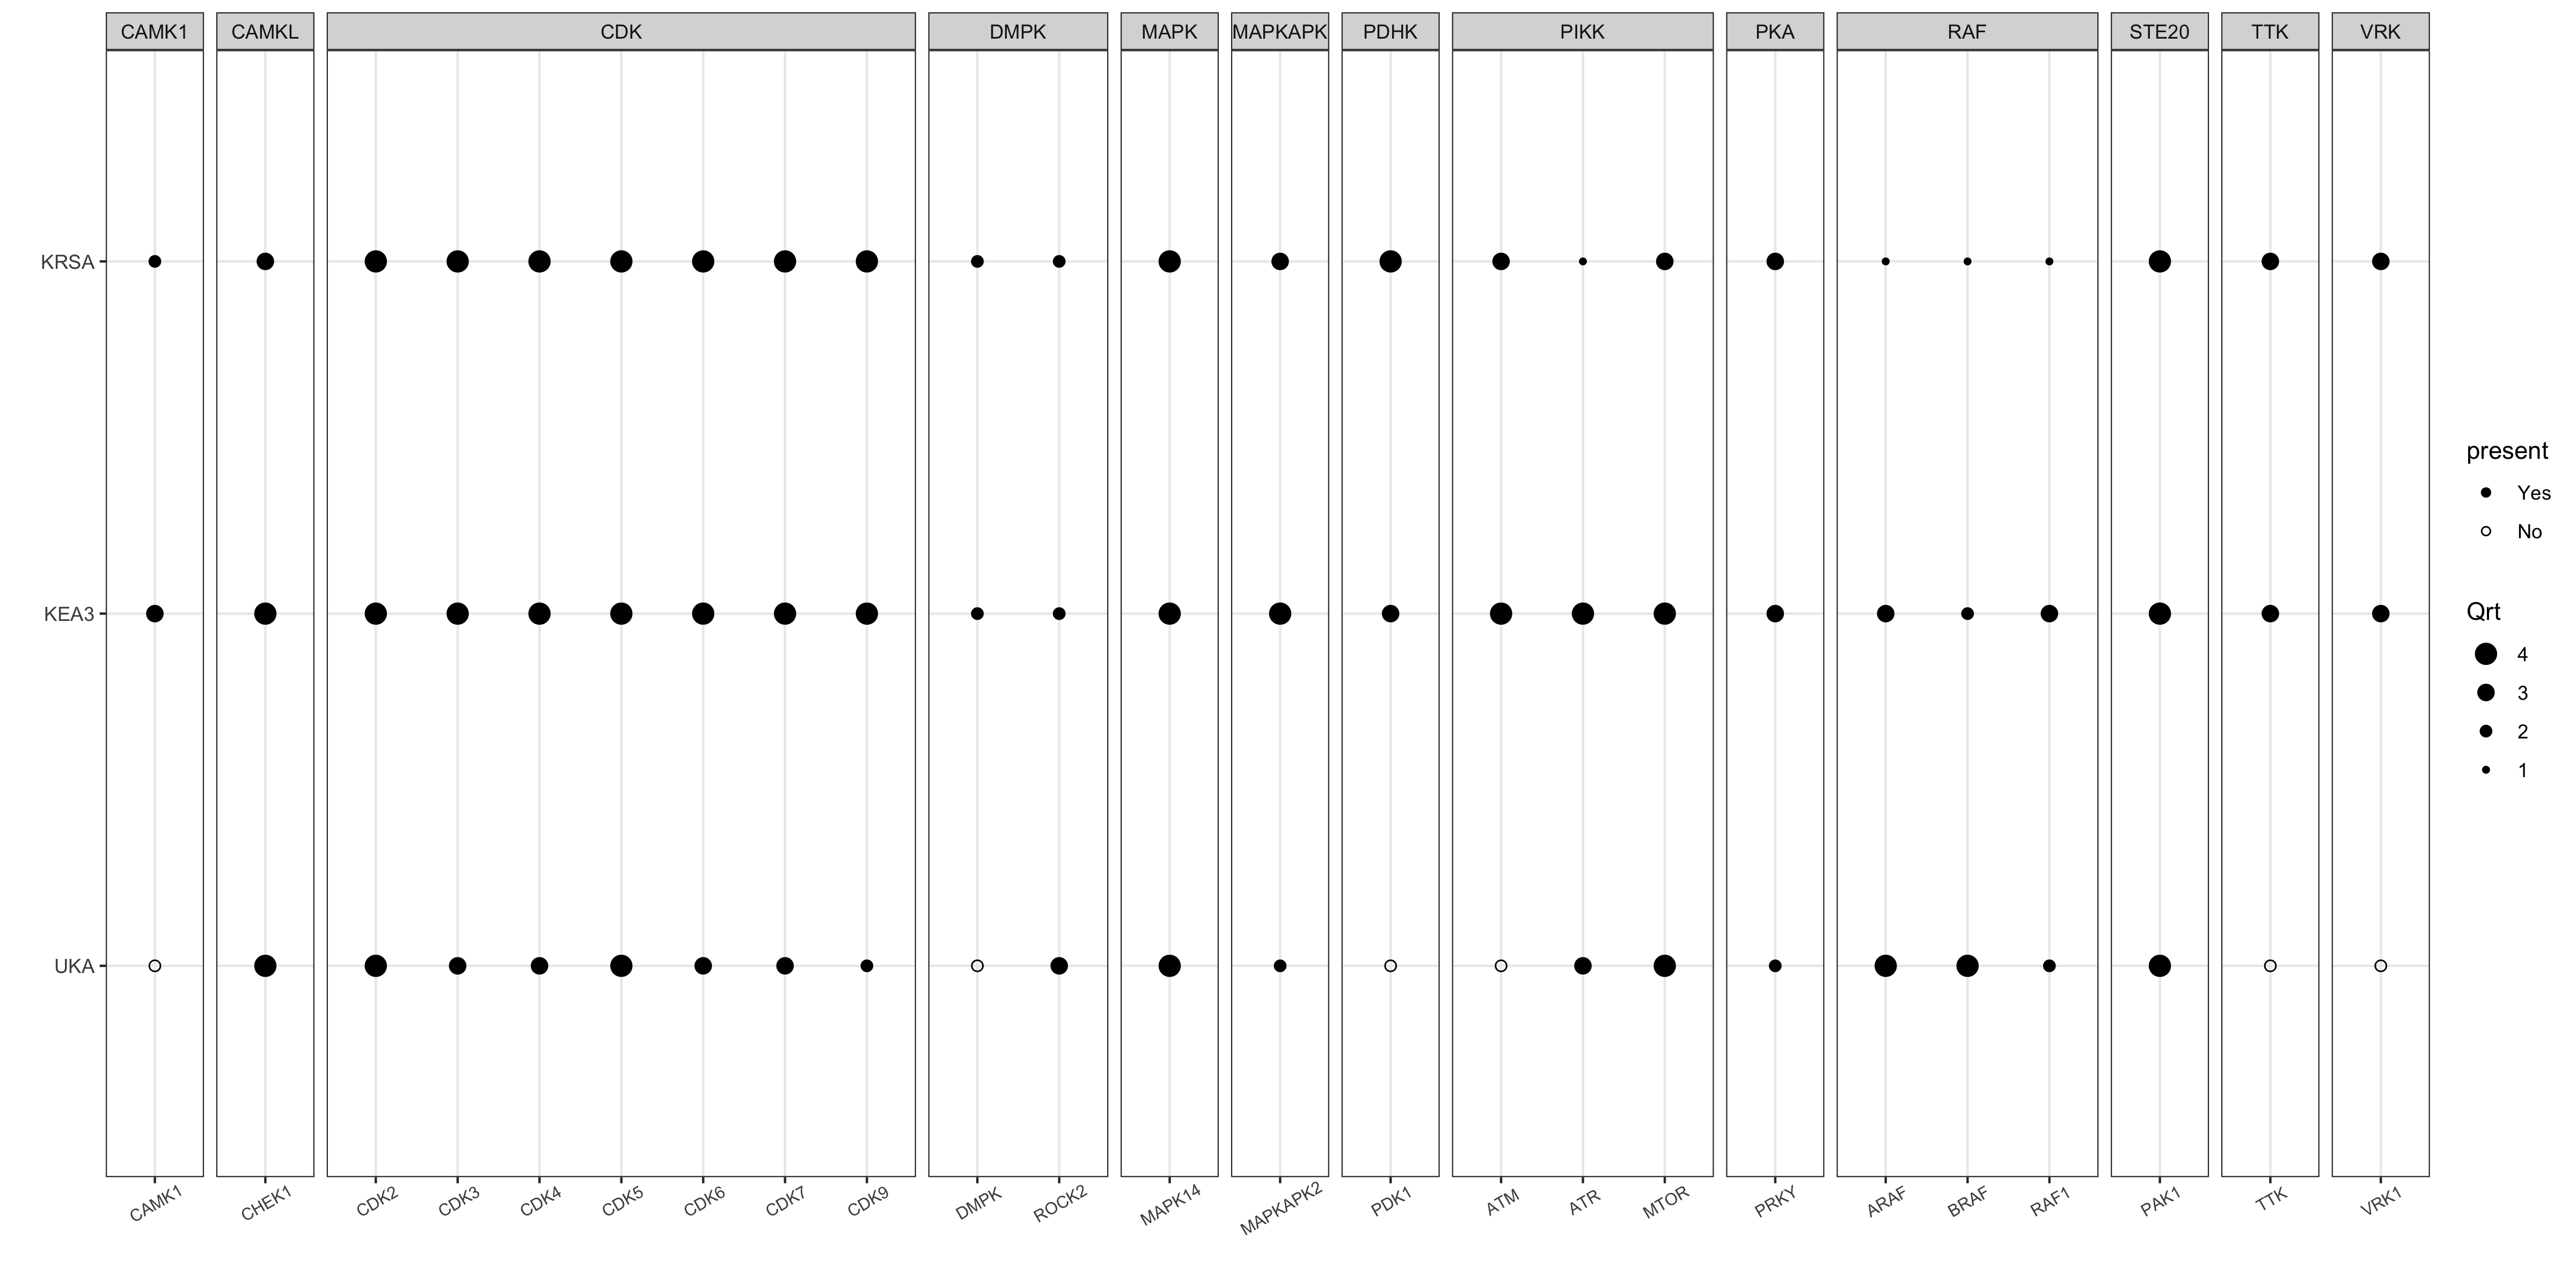 CAMK1 CAMKL CDK DMPK MAPK MAPKAPK PDHK PIKK PKA RAF STE20 TTK VRK
KRSA
KEA3
UKA
CAMK1 CHEK1 CDK2 CDK3 CDK4 CDK5 CDK6 CDK7 CDK9 DMPK ROCK2 MAPK14 MAPKAPK2 PDK1 ATM ATR MTOR PRKY ARAF BRAF RAF1 PAK1 TTK VRK1
present
Yes
No
Qrt
4
3
2
1